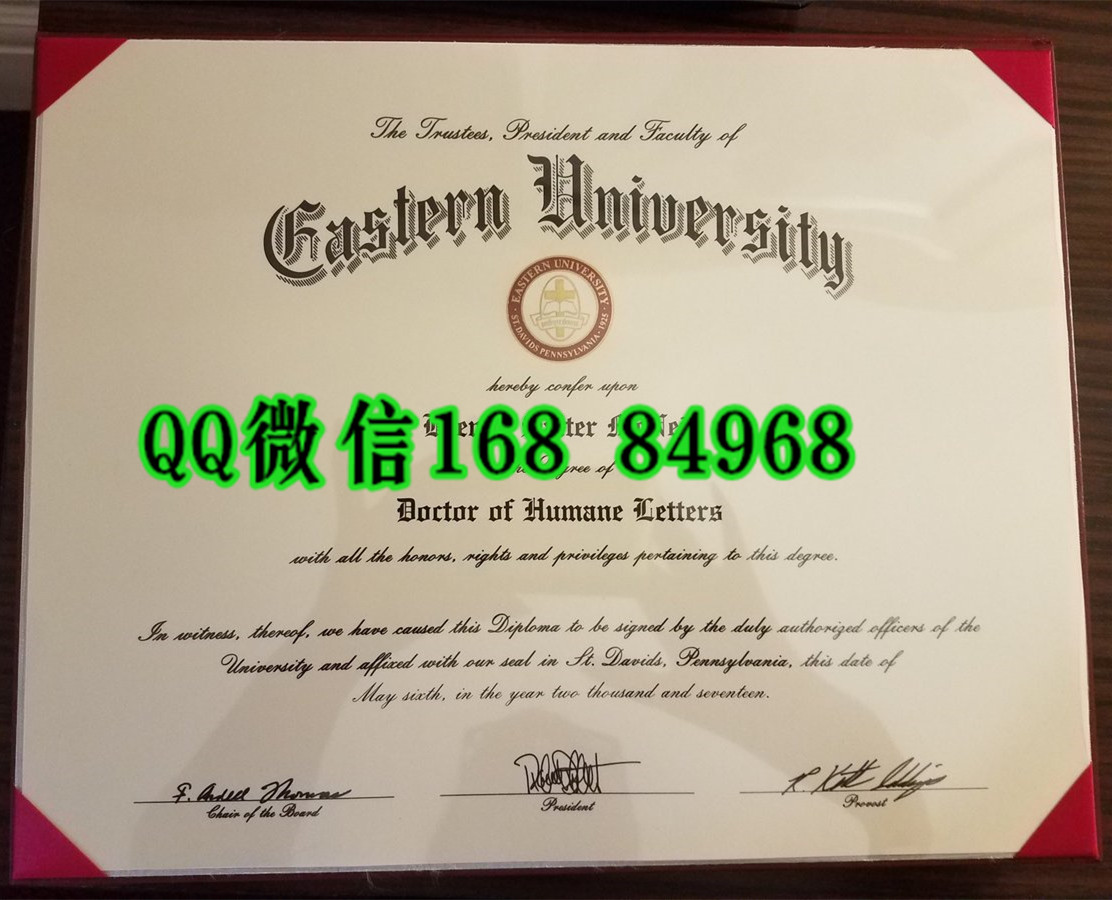 The Trustees, President and Faculty of
Eastern University
EASTERN UNIVERSITY
ST. DAVIDS PENNSYLVANIA · 1925
hereby confer upon
QQ微信168 84968
degree of
Doctor of Humane Letters
with all the honors, rights and privileges pertaining to this degree.
In witness, thereof, we have caused this Diploma to be signed by the duly authorized officers of the
University and affixed with our seal in St. Davids, Pennsylvania, this date of
May sixth, in the year two thousand and seventeen.
Chair of the Board
President
Provost